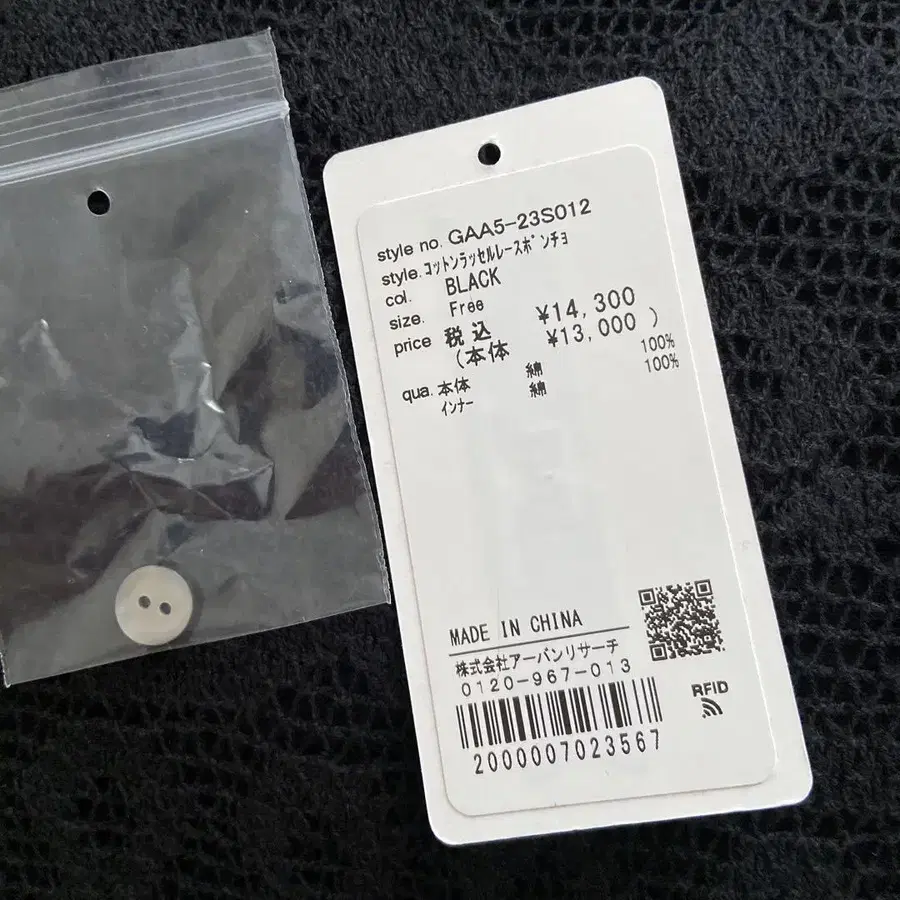 style no. GAA5-23S012
style. コットンラッセルレースポンチョ
col. BLACK
size. Free
price 税込 ¥14,300
(本体 ¥13,000 )
qua. 本体 綿 100%
インナー 綿 100%
MADE IN CHINA
株式会社アーバンリサーチ
0120-967-013
2000007023567
RFID